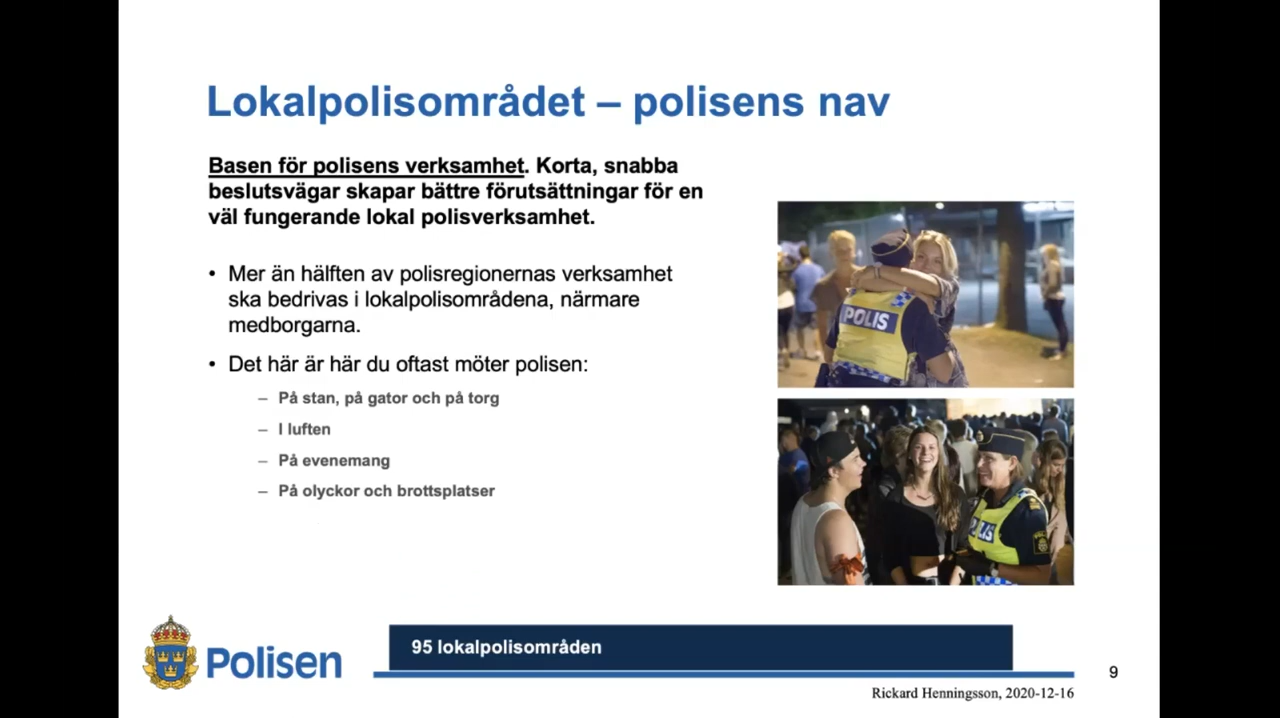 Lokalpolisområdet – polisens nav
Basen för polisens verksamhet. Korta, snabba
beslutsvägar skapar bättre förutsättningar för en
väl fungerande lokal polisverksamhet.
• Mer än hälften av polisregionernas verksamhet
ska bedrivas i lokalpolisområdena, närmare
medborgarna.
• Det här är här du oftast möter polisen:
– På stan, på gator och på torg
– I luften
– På evenemang
– På olyckor och brottsplatser
POLIS
Polisen
95 lokalpolisområden
9
Rickard Henningsson, 2020-12-16